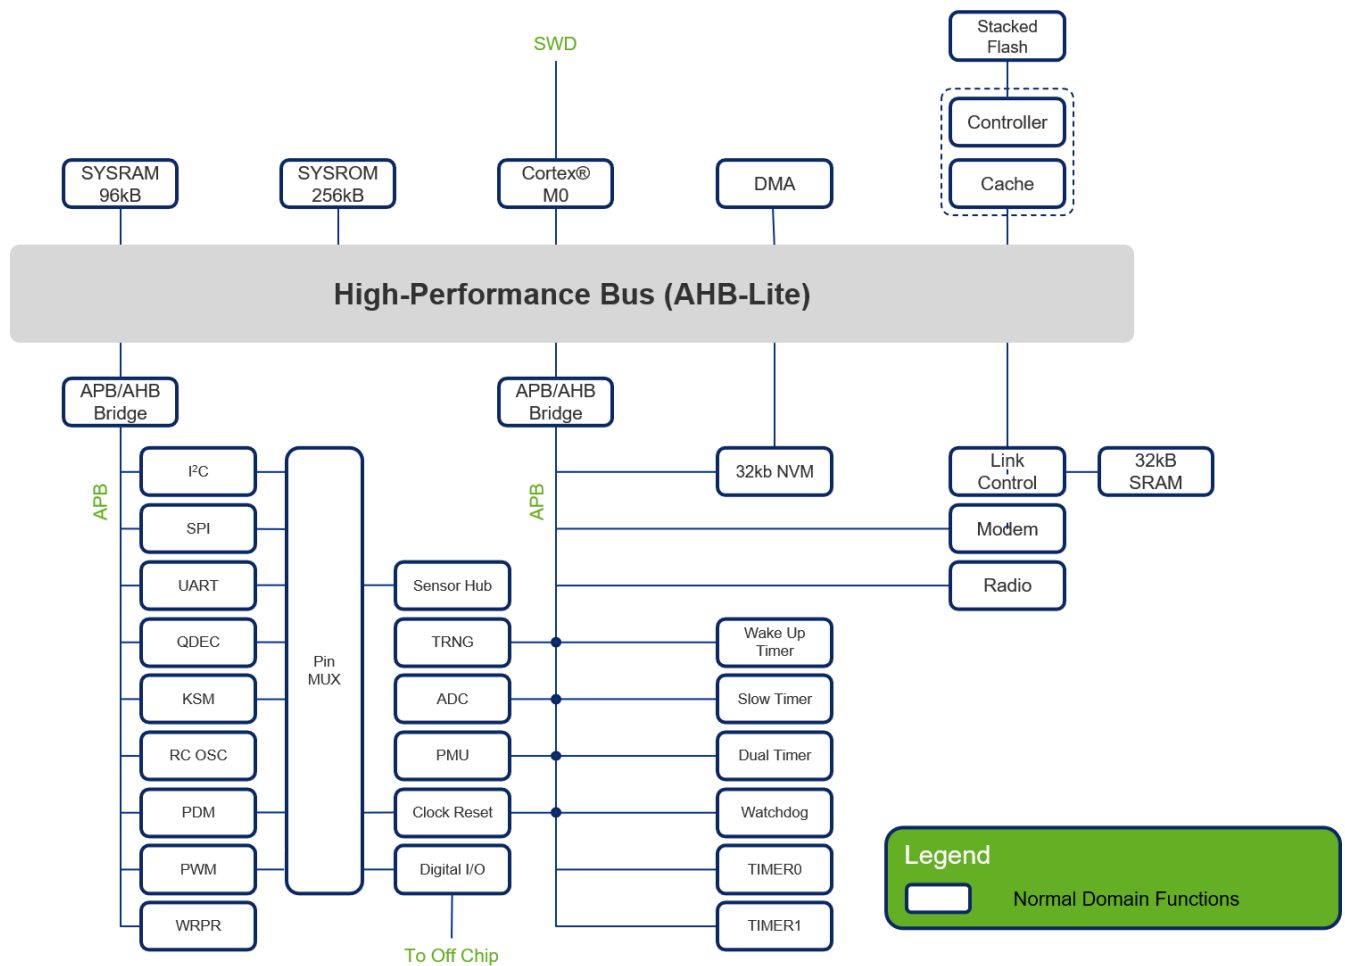 SWD
Stacked
Flash
Controller
Cache
SYSRAM
96kB
SYSROM
256kB
Cortex®
M0
DMA
High-Performance Bus (AHB-Lite)
APB/AHB
Bridge
APB/AHB
Bridge
APB
I²C
SPI
UART
QDEC
KSM
RC OSC
PDM
PWM
WRPR
Pin
MUX
Sensor Hub
TRNG
ADC
PMU
Clock Reset
Digital I/O
To Off Chip
APB
32kb NVM
Link
Control
32kB
SRAM
Modem
Radio
Wake Up
Timer
Slow Timer
Dual Timer
Watchdog
TIMER0
TIMER1
Legend
Normal Domain Functions